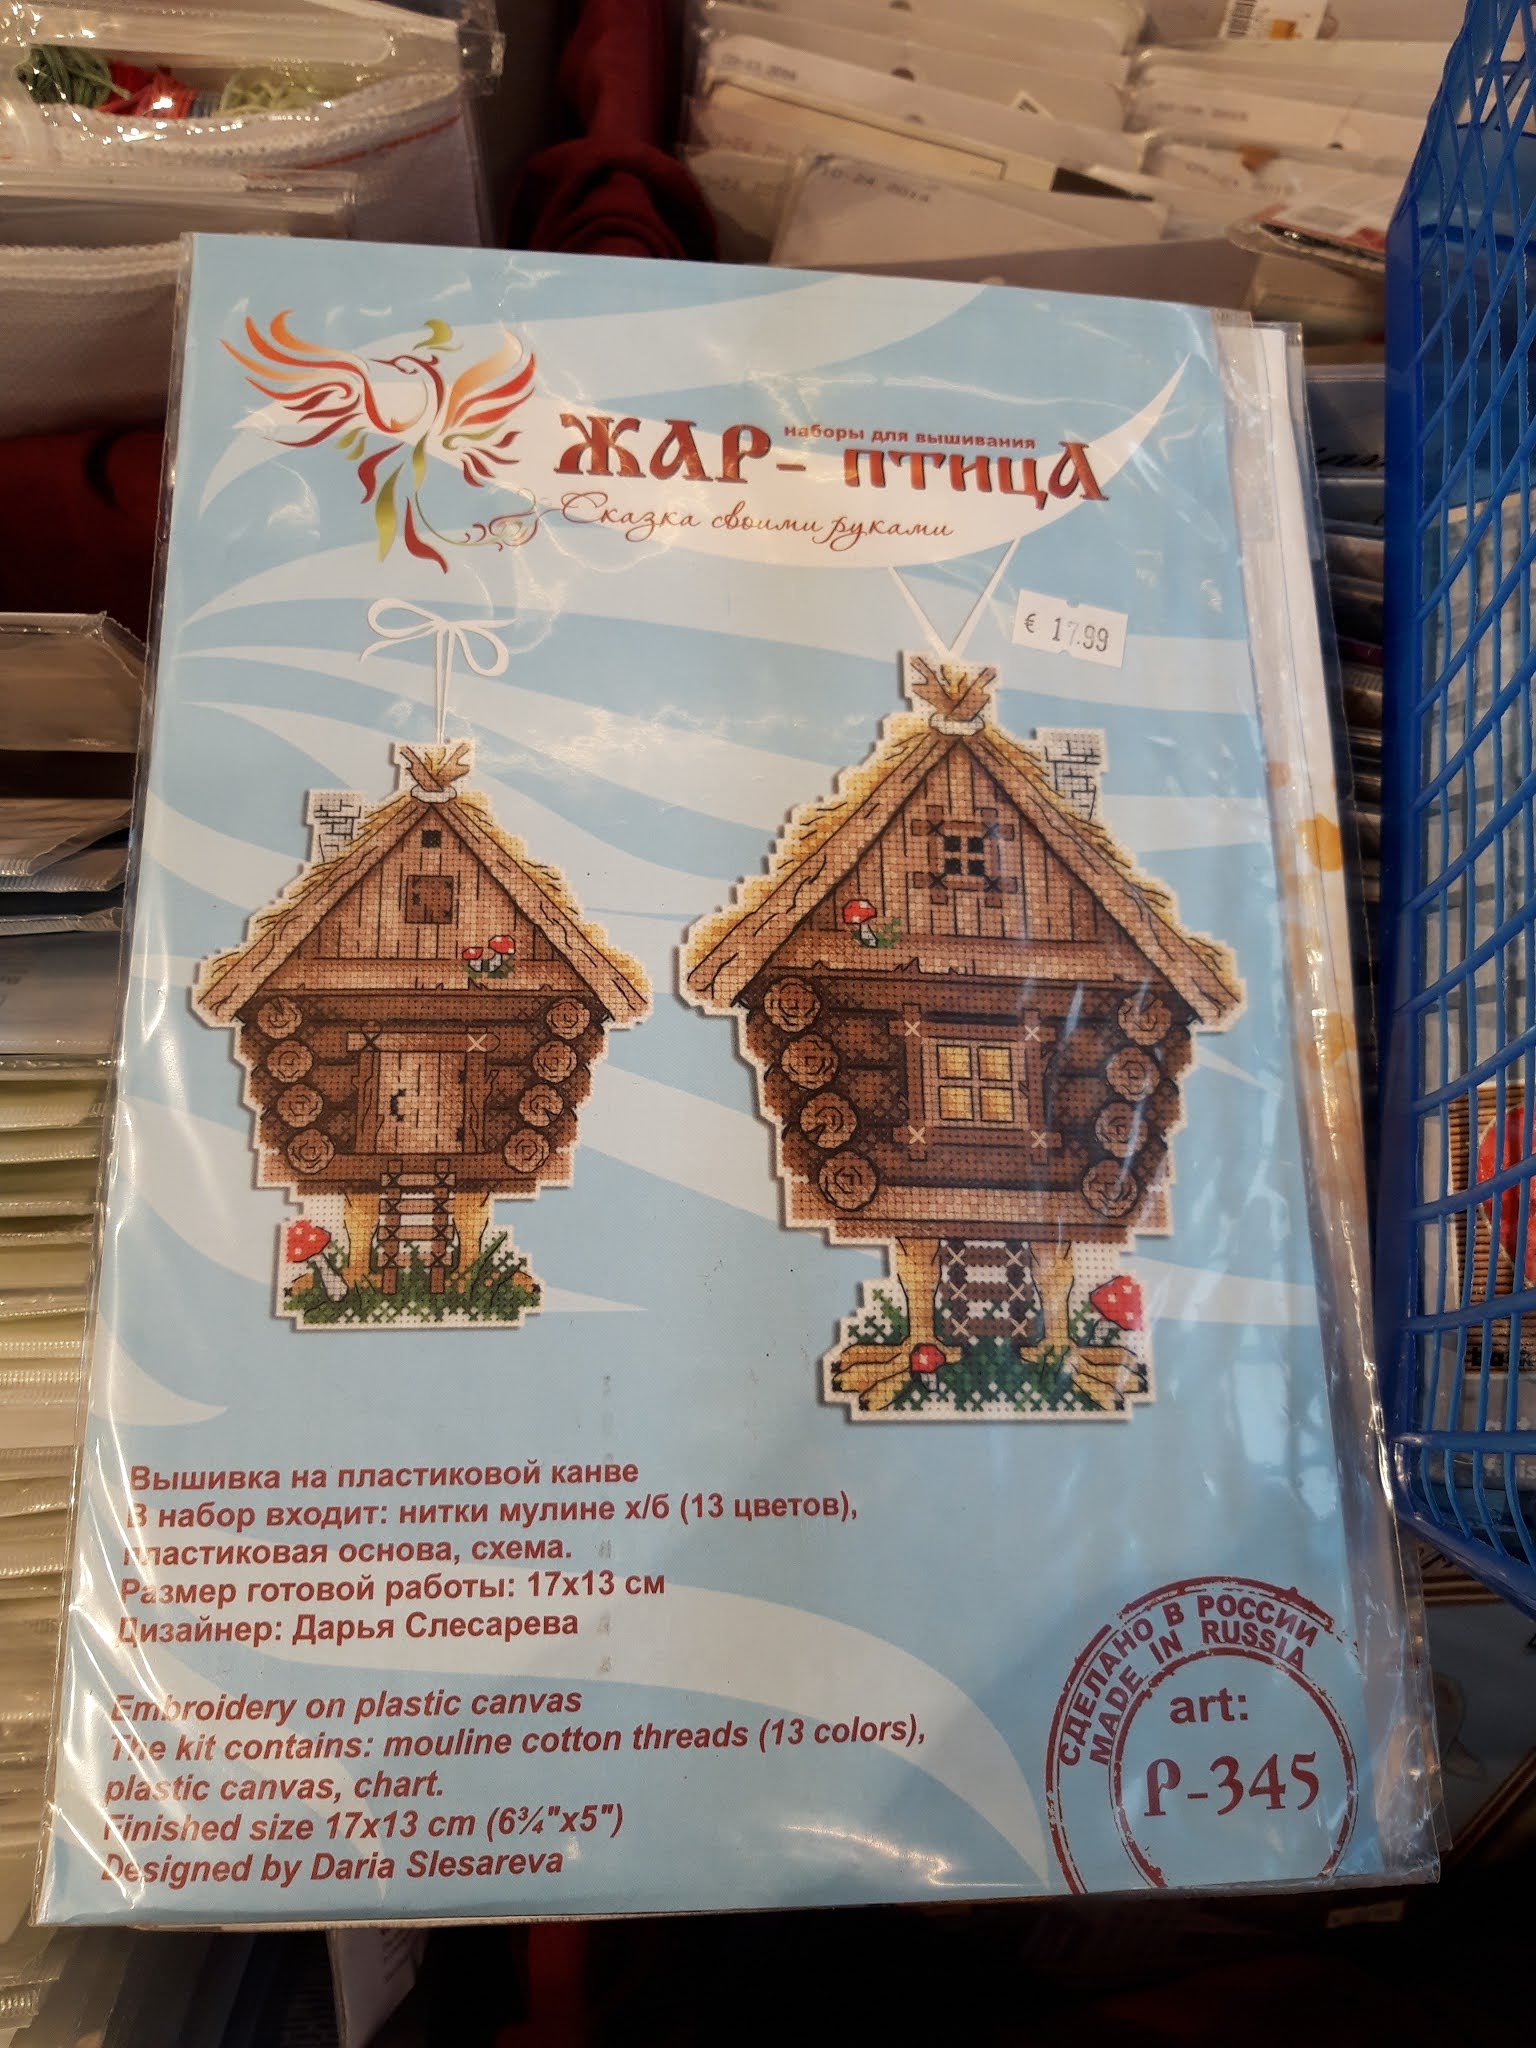 10-24 2014
наборы для вышивания
ЖАР-ПТИЦА
Сказка своими руками
€ 17.99
Вышивка на пластиковой канве
В набор входит: нитки мулине х/б (13 цветов),
пластиковая основа, схема.
Размер готовой работы: 17x13 см
Дизайнер: Дарья Слесарева
Embroidery on plastic canvas
The kit contains: mouline cotton threads (13 colors),
plastic canvas, chart.
Finished size 17x13 cm (6¾"x5")
Designed by Daria Slesareva
СДЕЛАНО В РОССИИ
MADE IN RUSSIA
art:
P-345